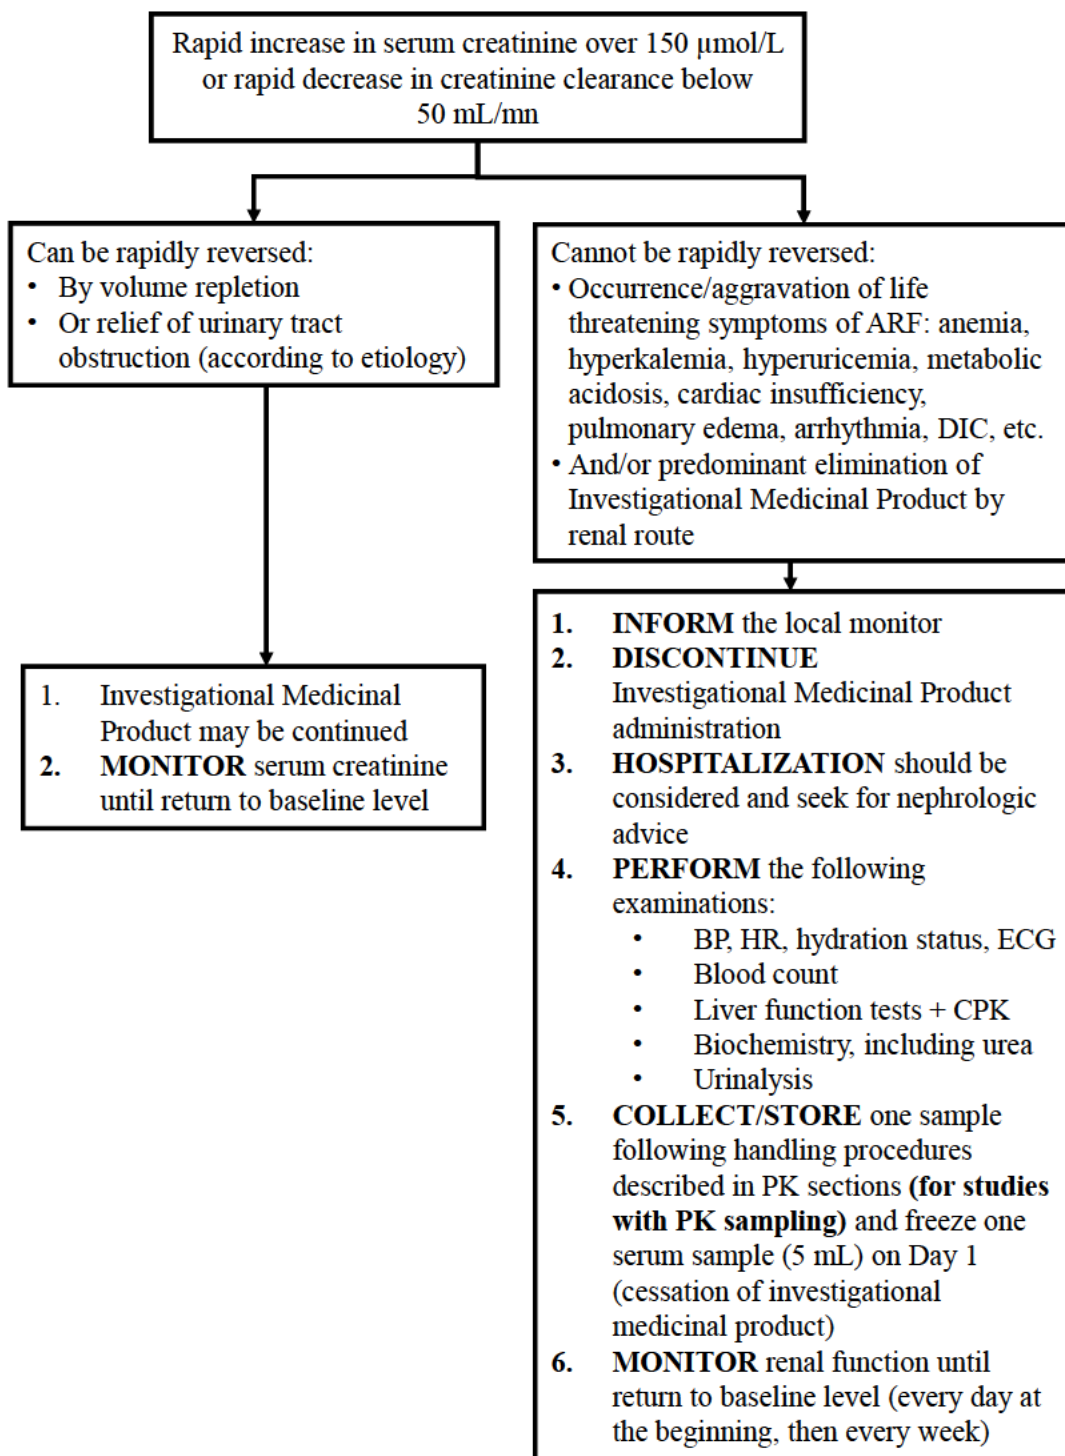 Rapid increase in serum creatinine over 150 µmol/L
or rapid decrease in creatinine clearance below
50 mL/mn
Can be rapidly reversed:
• By volume repletion
• Or relief of urinary tract
obstruction (according to etiology)
Cannot be rapidly reversed:
• Occurrence/aggravation of life
threatening symptoms of ARF: anemia,
hyperkalemia, hyperuricemia, metabolic
acidosis, cardiac insufficiency,
pulmonary edema, arrhythmia, DIC, etc.
• And/or predominant elimination of
Investigational Medicinal Product by
renal route
1. Investigational Medicinal
Product may be continued
2. MONITOR serum creatinine
until return to baseline level
1. INFORM the local monitor
2. DISCONTINUE
Investigational Medicinal Product
administration
3. HOSPITALIZATION should be
considered and seek for nephrologic
advice
4. PERFORM the following
examinations:
• BP, HR, hydration status, ECG
• Blood count
• Liver function tests + CPK
• Biochemistry, including urea
• Urinalysis
5. COLLECT/STORE one sample
following handling procedures
described in PK sections (for studies
with PK sampling) and freeze one
serum sample (5 mL) on Day 1
(cessation of investigational
medicinal product)
6. MONITOR renal function until
return to baseline level (every day at
the beginning, then every week)